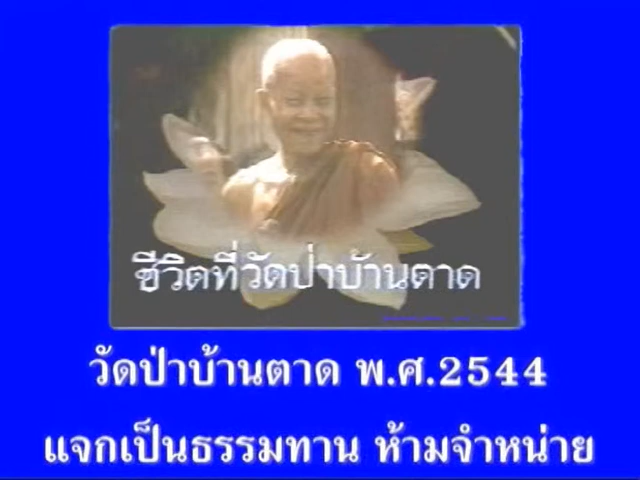 ชีวิตที่วัดป่าบ้านตาด
วัดป่าบ้านตาด พ.ศ.2544
แจกเป็นธรรมทาน ห้ามจำหน่าย